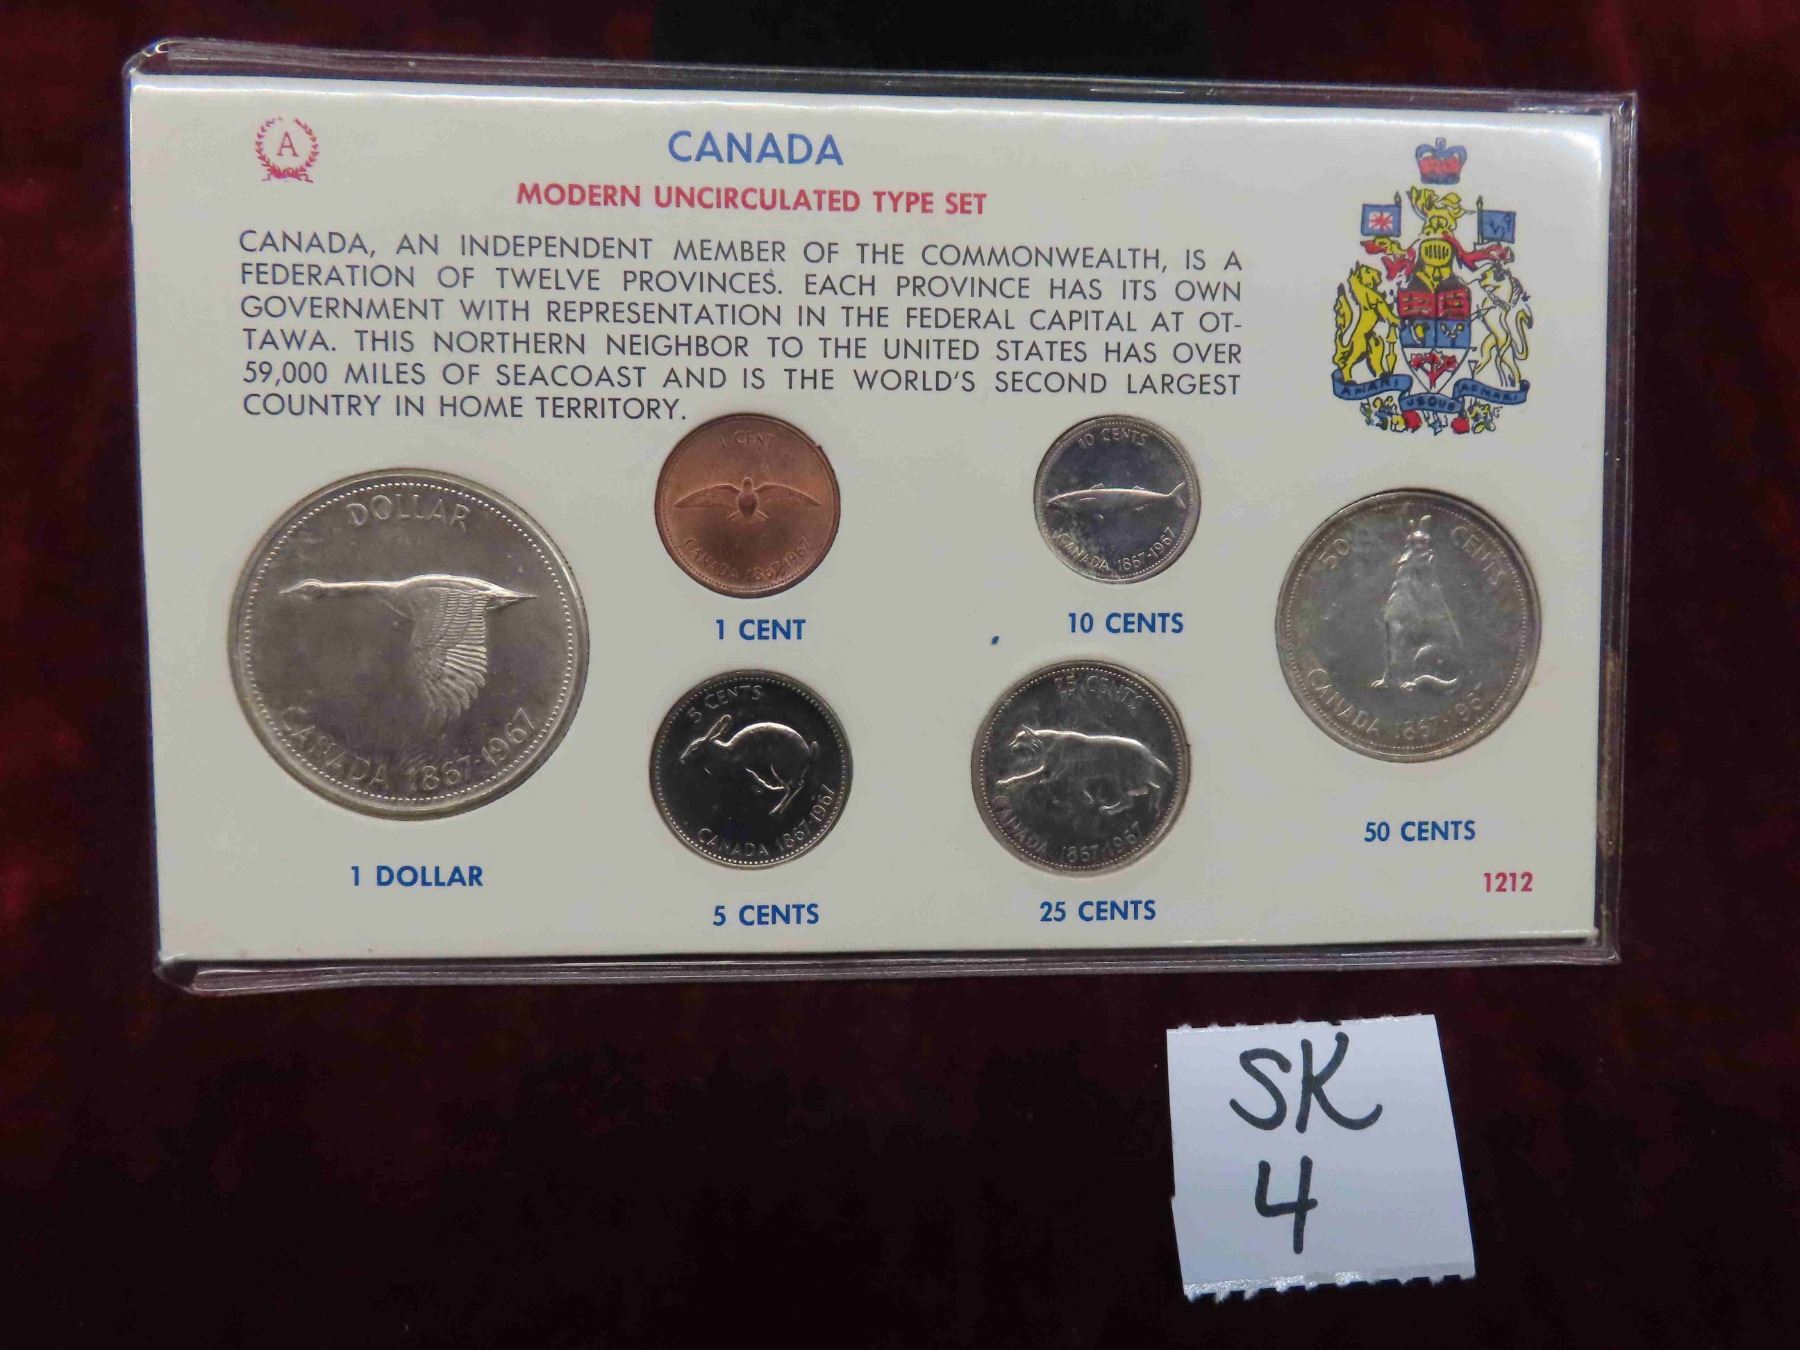 A
CANADA
MODERN UNCIRCULATED TYPE SET
CANADA, AN INDEPENDENT MEMBER OF THE COMMONWEALTH, IS A
FEDERATION OF TWELVE PROVINCES. EACH PROVINCE HAS ITS OWN
GOVERNMENT WITH REPRESENTATION IN THE FEDERAL CAPITAL AT OT-
TAWA. THIS NORTHERN NEIGHBOR TO THE UNITED STATES HAS OVER
59,000 MILES OF SEACOAST AND IS THE WORLD'S SECOND LARGEST
COUNTRY IN HOME TERRITORY.
A MARI
USQUE
AD MARE
DOLLAR
CANADA 1867-1967
1 DOLLAR
1 CENT
CANADA 1867-1967
1 CENT
10 CENTS
CANADA 1867-1967
10 CENTS
50 CENTS
CANADA 1867-1967
50 CENTS
5 CENTS
CANADA 1867-1967
5 CENTS
25 CENTS
CANADA 1867-1967
25 CENTS
1212
SK
4